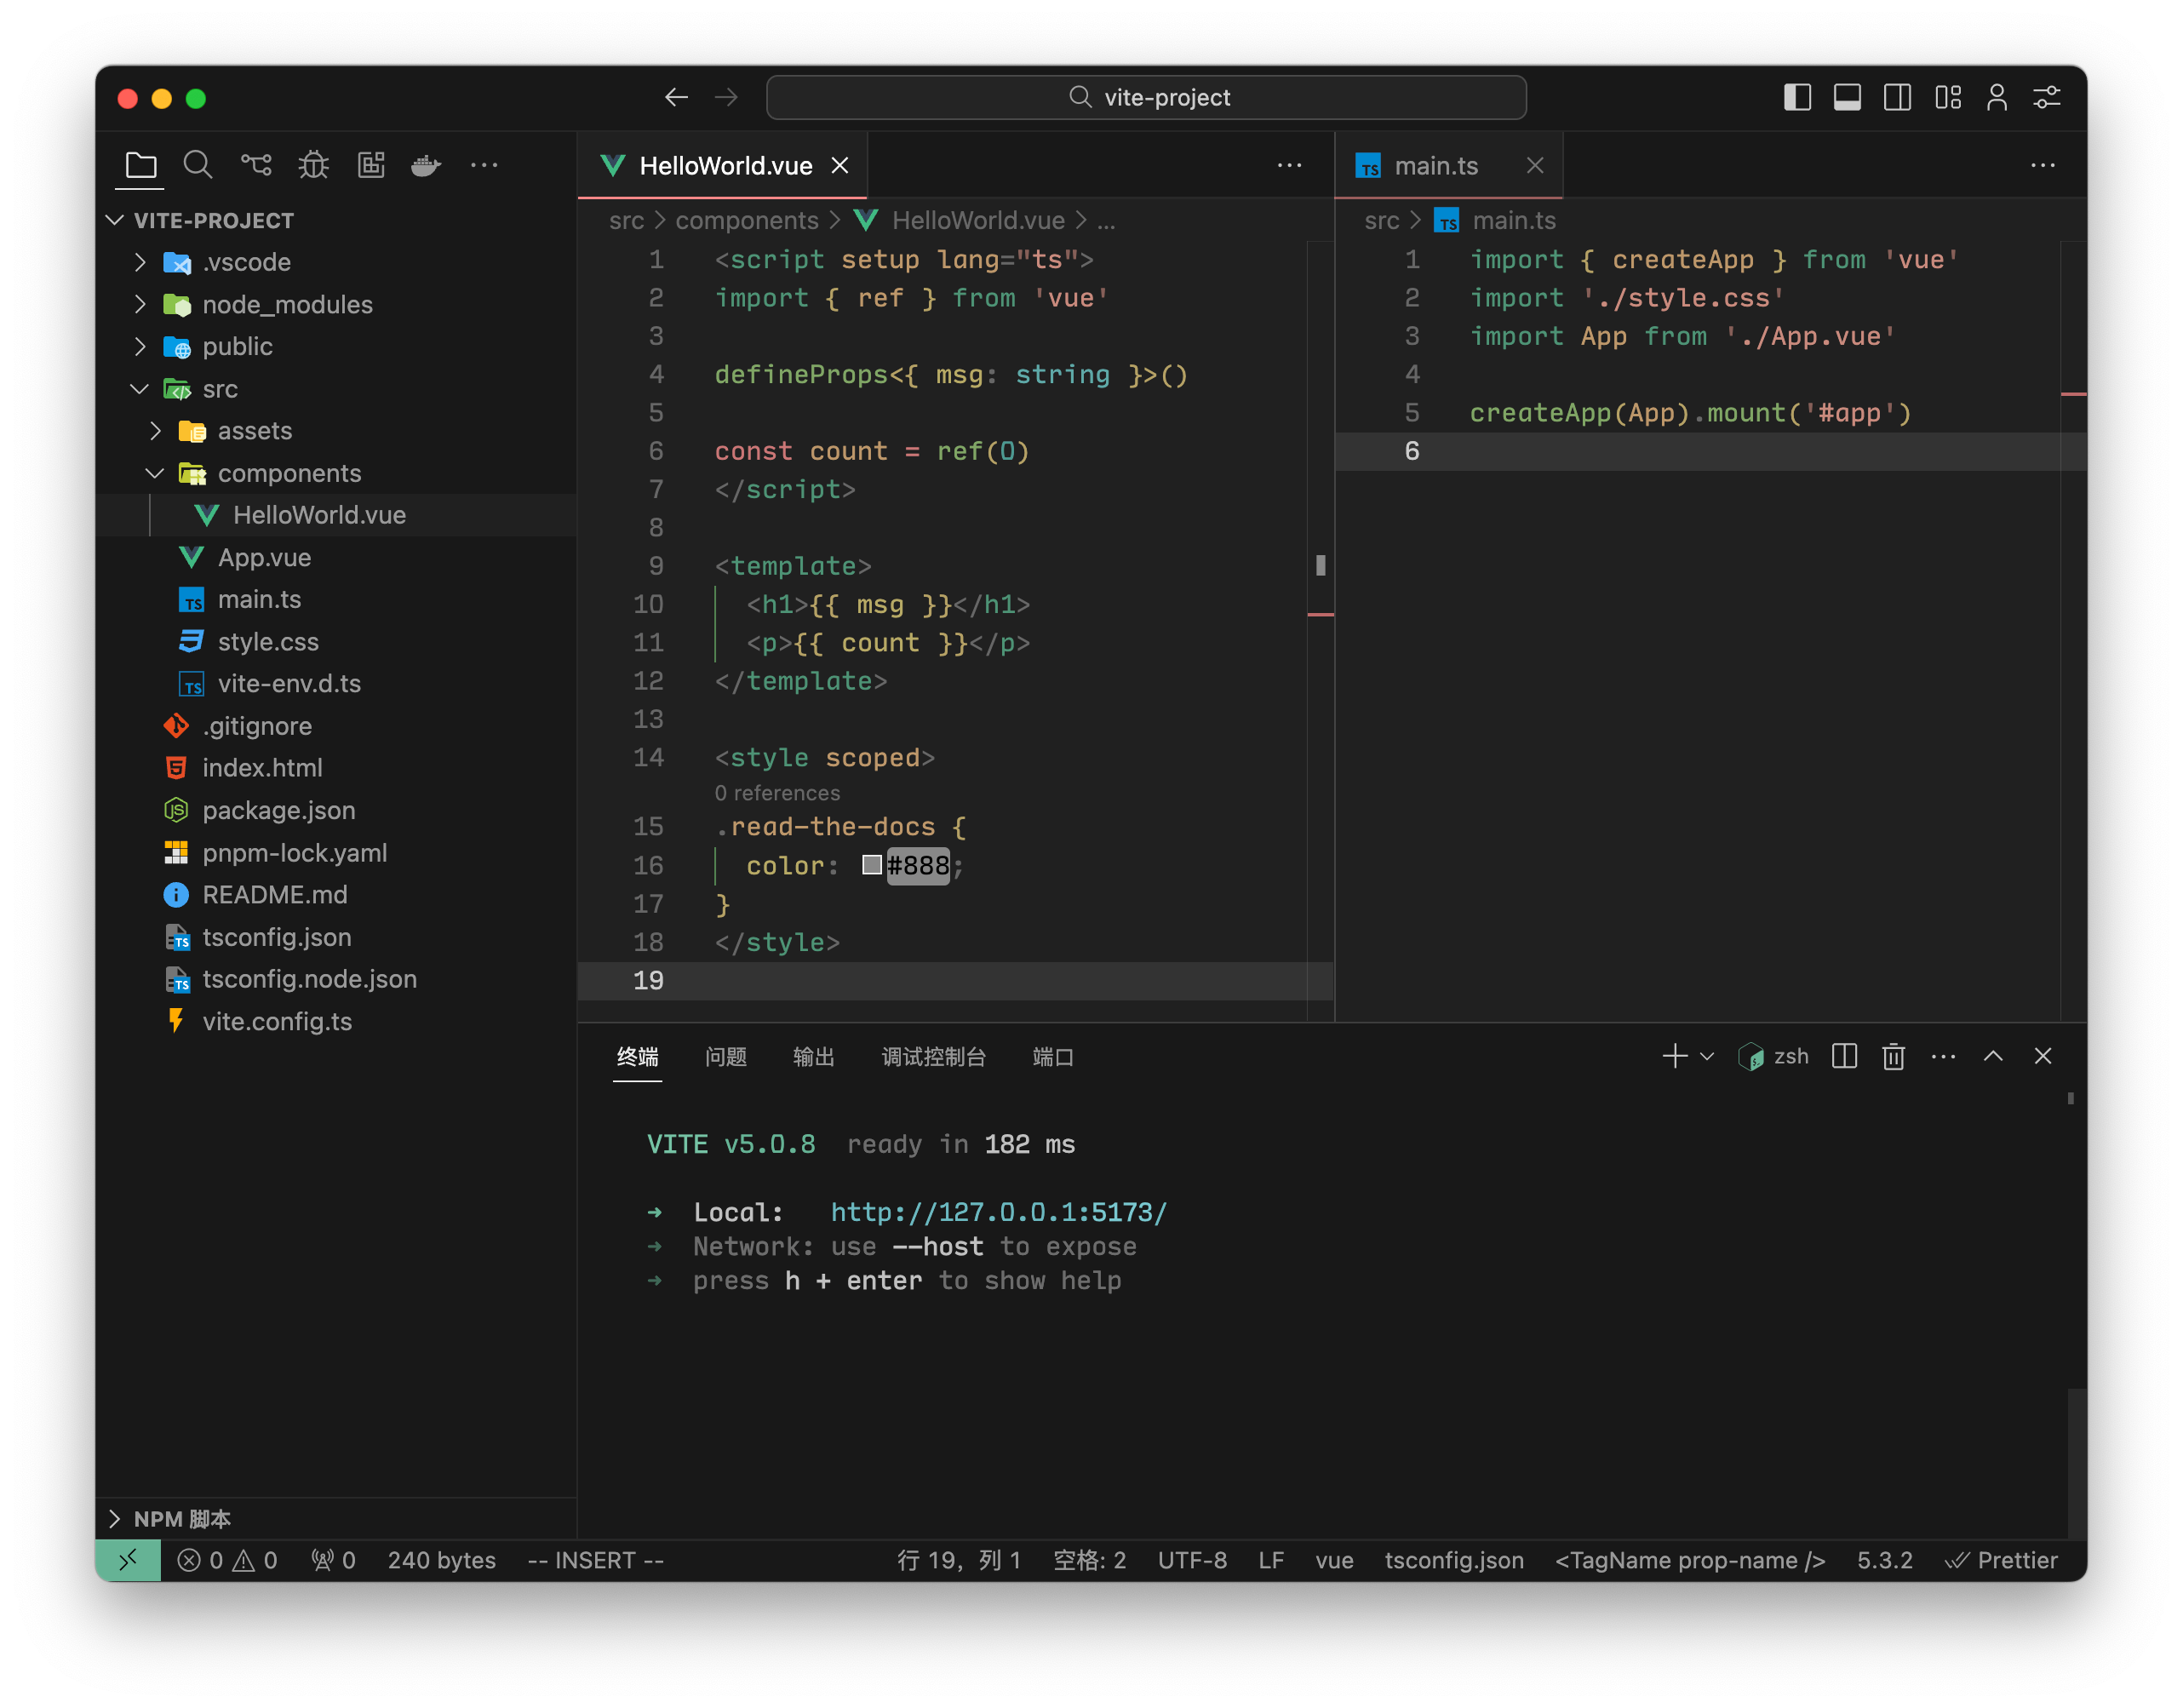 vite-project
VITE-PROJECT
.vscode
node_modules
public
src
assets
components
HelloWorld.vue
App.vue
main.ts
style.css
vite-env.d.ts
.gitignore
index.html
package.json
pnpm-lock.yaml
README.md
tsconfig.json
tsconfig.node.json
vite.config.ts
NPM 脚本
HelloWorld.vue
src > components > HelloWorld.vue > ...
1 <script setup lang="ts">
2 import { ref } from 'vue'
3
4 defineProps<{ msg: string }>()
5
6 const count = ref(0)
7 </script>
8
9 <template>
10 <h1>{{ msg }}</h1>
11 <p>{{ count }}</p>
12 </template>
13
14 <style scoped>
0 references
15 .read-the-docs {
16 color: #888;
17 }
18 </style>
19
main.ts
src > main.ts
1 import { createApp } from 'vue'
2 import './style.css'
3 import App from './App.vue'
4
5 createApp(App).mount('#app')
6
终端 问题 输出 调试控制台 端口
zsh
VITE v5.0.8 ready in 182 ms
➜ Local: http://127.0.0.1:5173/
➜ Network: use --host to expose
➜ press h + enter to show help
0 0 0 240 bytes -- INSERT -- 行 19, 列 1 空格: 2 UTF-8 LF vue tsconfig.json <TagName prop-name /> 5.3.2 Prettier